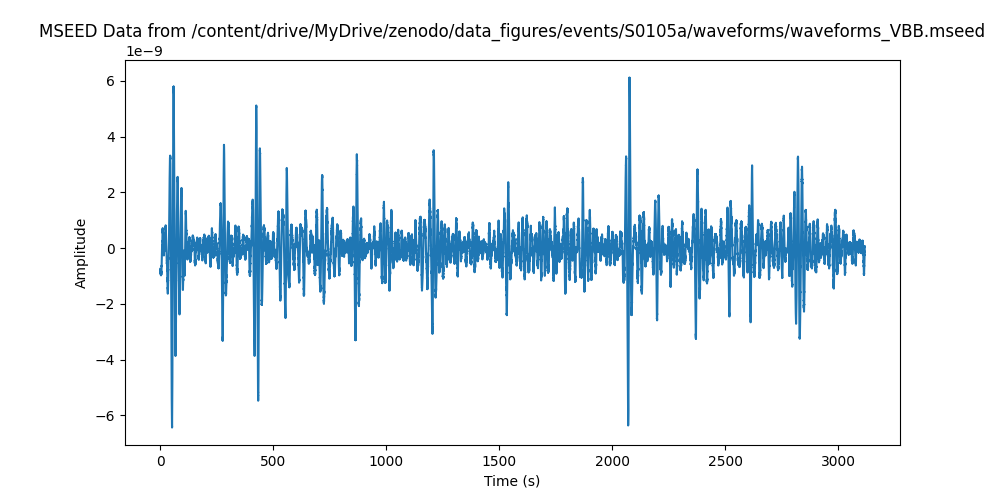 MSEED Data from /content/drive/MyDrive/zenodo/data_figures/events/S0105a/waveforms/waveforms_VBB.mseed
1e−9
6
4
2
0
−2
−4
−6
Amplitude
0 500 1000 1500 2000 2500 3000
Time (s)